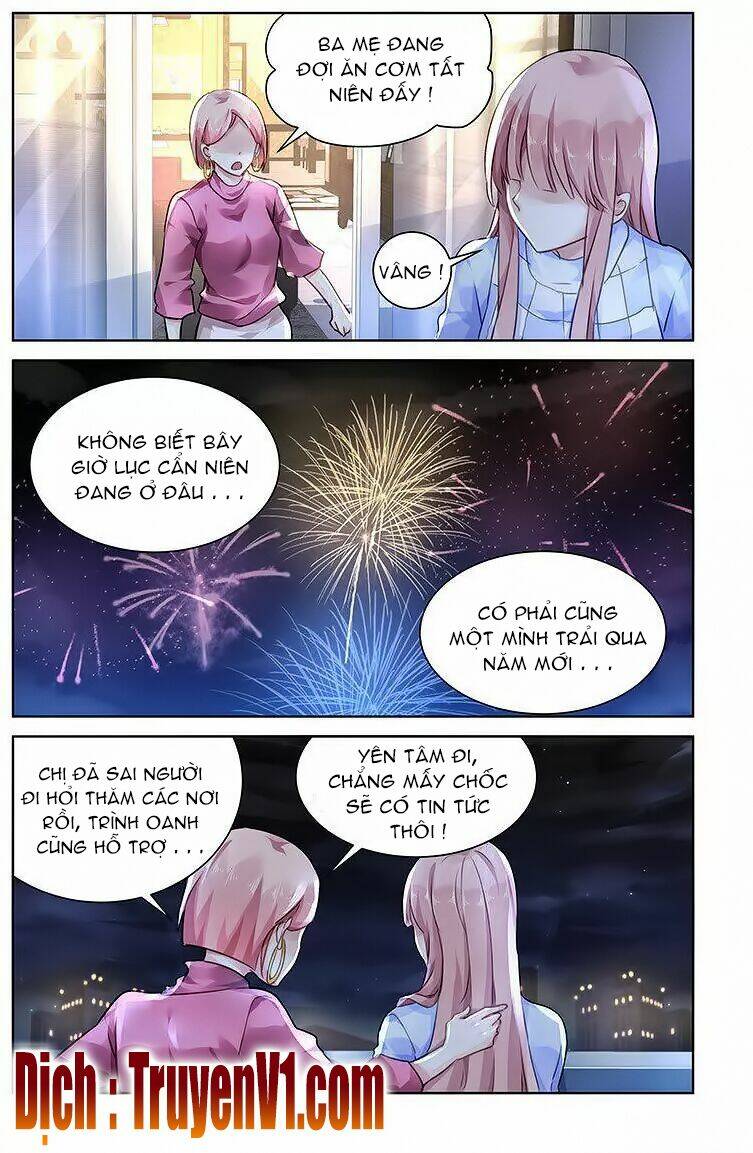 BA MẸ ĐANG
ĐỢI ĂN CƠM TẤT
NIÊN ĐẤY !
VÂNG !
KHÔNG BIẾT BÂY
GIỜ LỤC CẨN NIÊN
ĐANG Ở ĐÂU . . .
CÓ PHẢI CŨNG
MỘT MÌNH TRẢI QUA
NĂM MỚI . . .
CHỊ ĐÃ SAI NGƯỜI
ĐI HỎI THĂM CÁC NƠI
RỒI, TRÌNH OANH
CŨNG HỖ TRỢ . . .
YÊN TÂM ĐI,
CHẲNG MẤY CHỐC
SẼ CÓ TIN TỨC
THÔI !
Dịch : TruyenV1.com